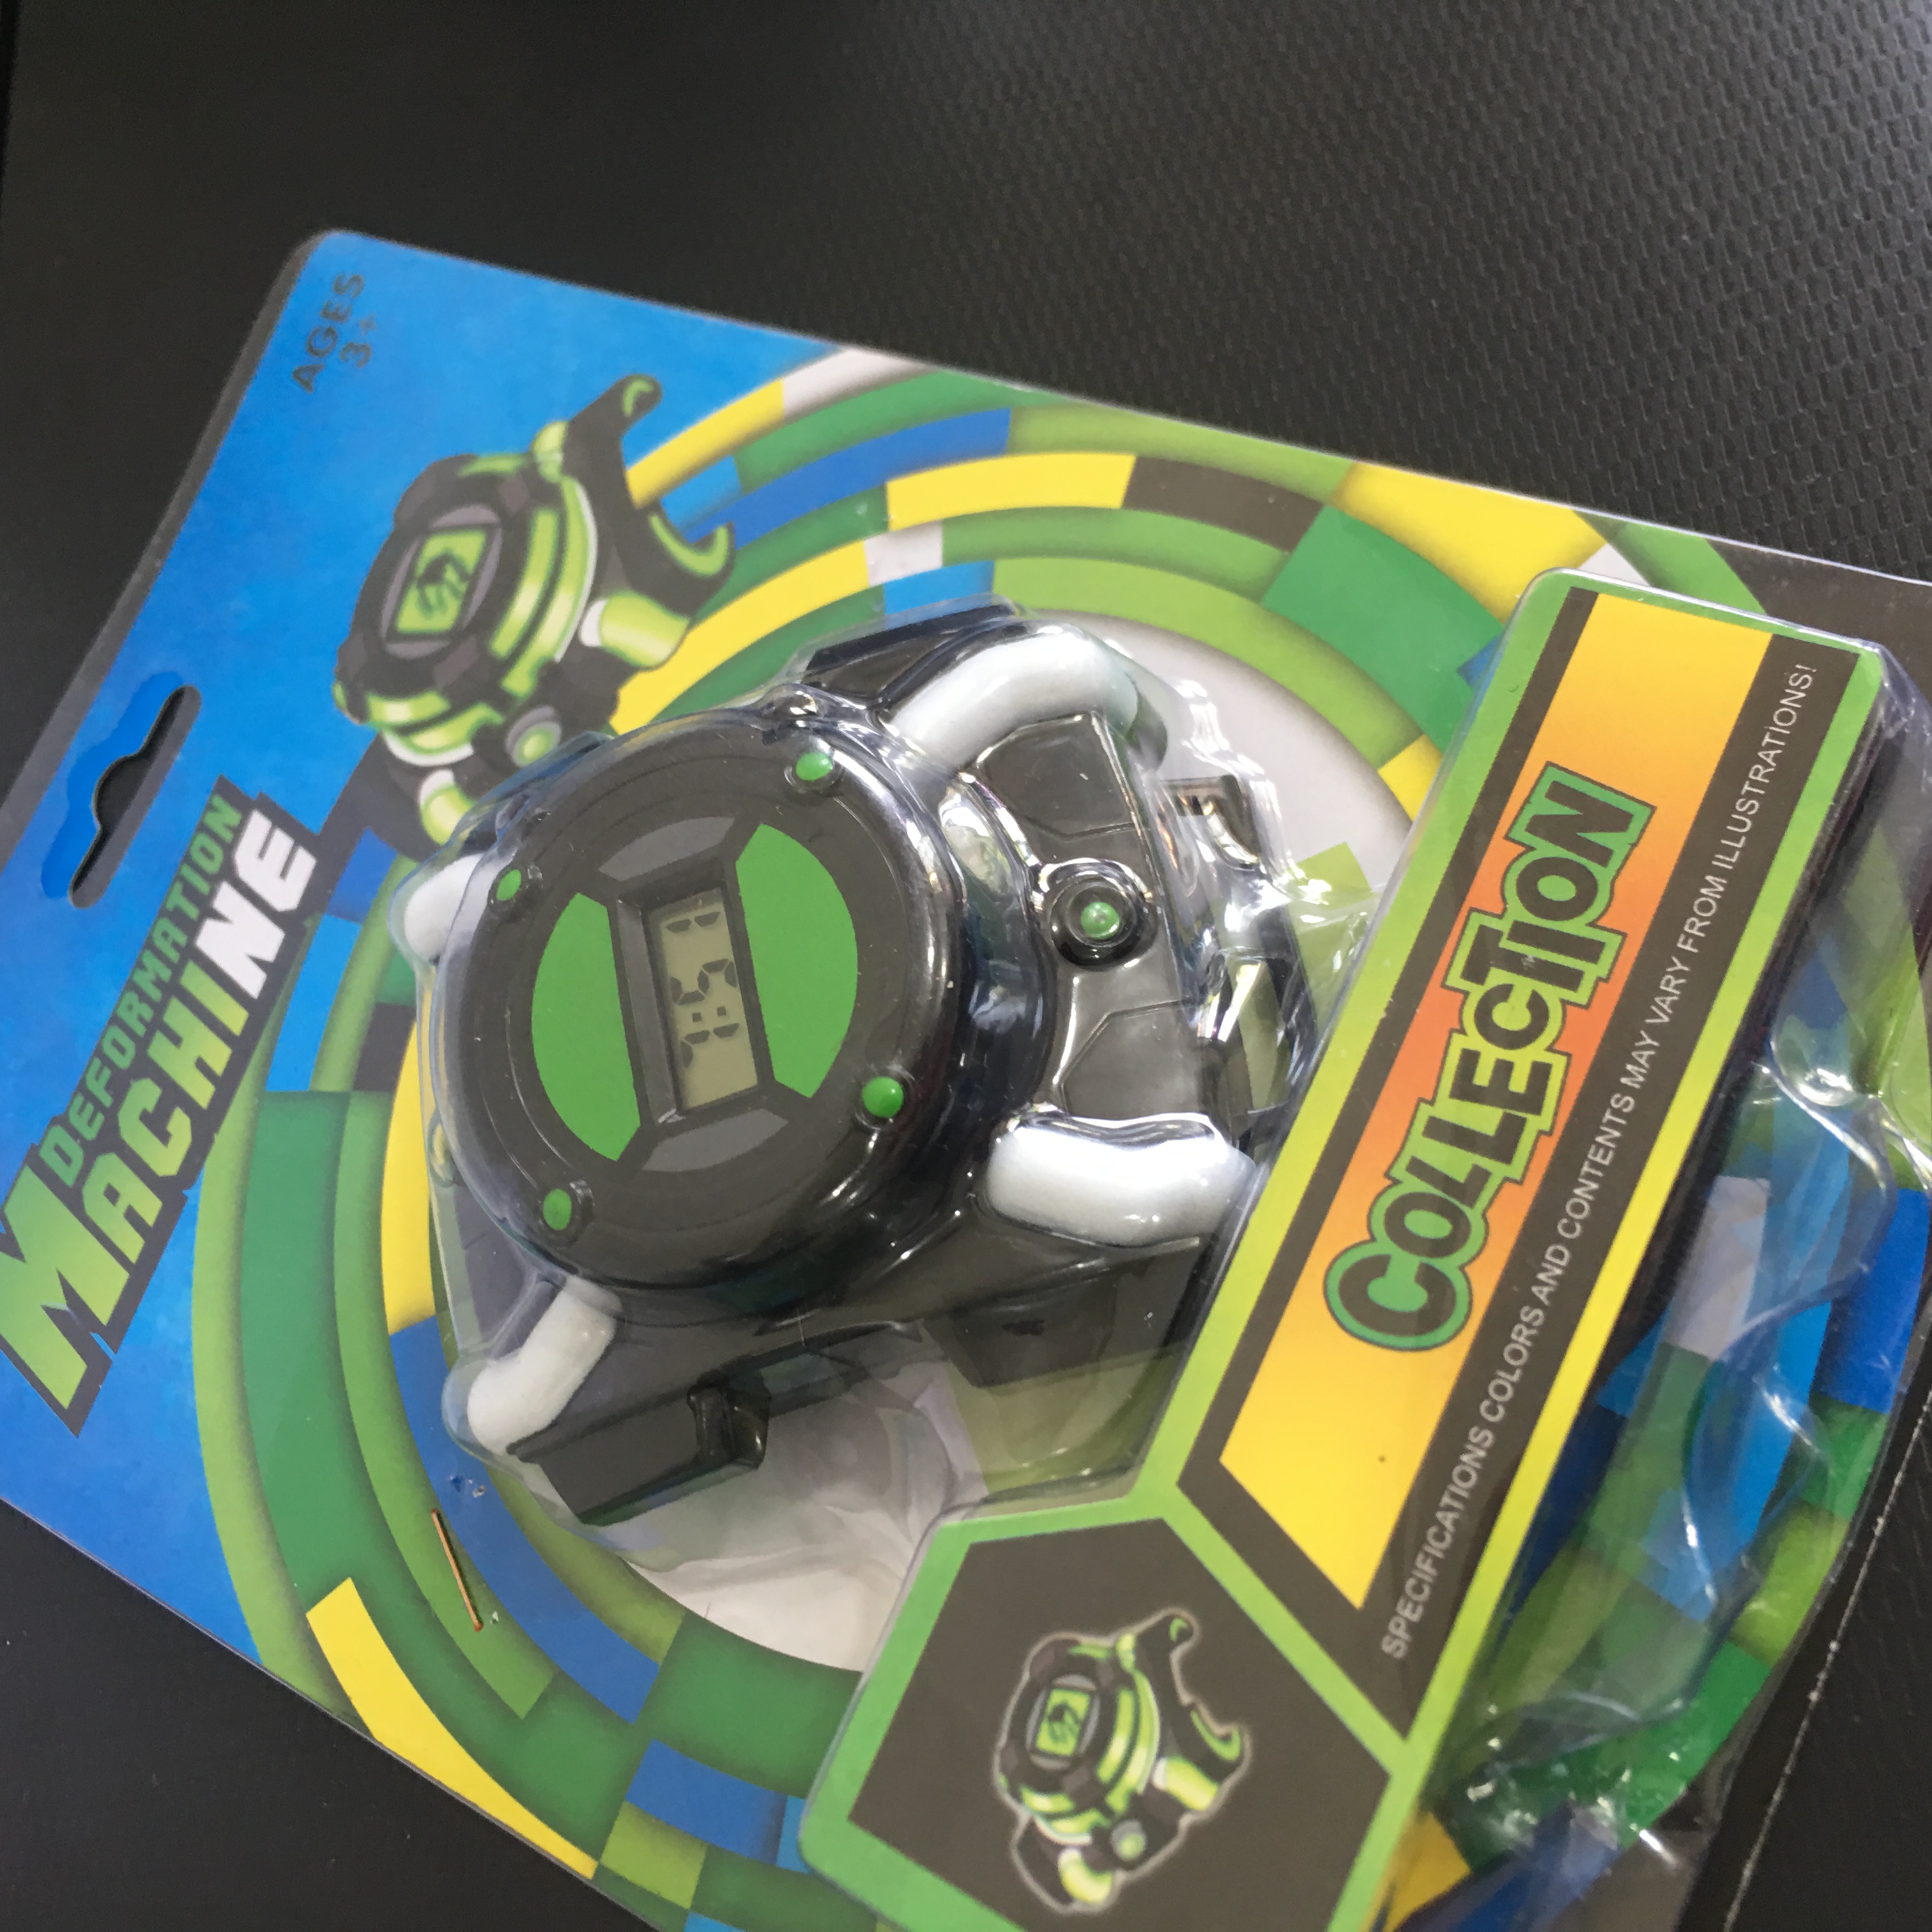 DEFORMATION
MACHINE
AGES
3+
7:51
COLLECTION
SPECIFICATIONS COLORS AND CONTENTS MAY VARY FROM ILLUSTRATIONS!